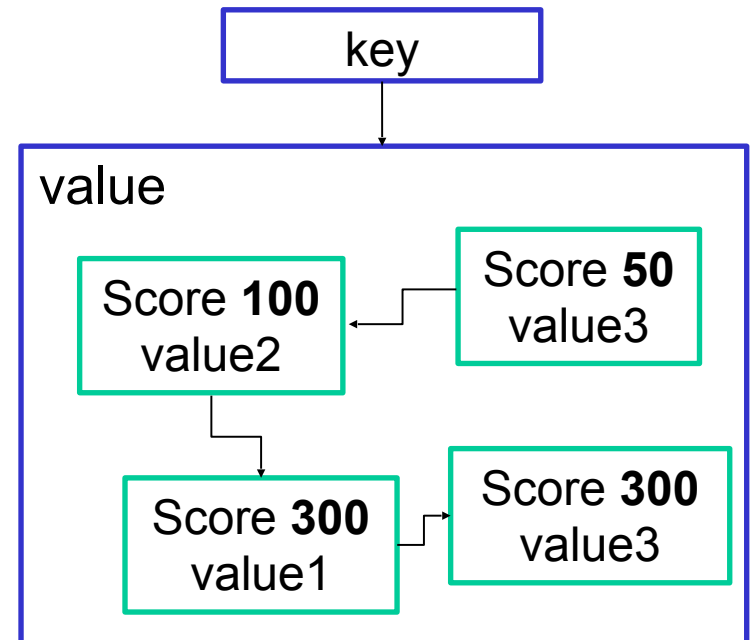 key
value
Score 100
value2
Score 50
value3
Score 300
value1
Score 300
value3